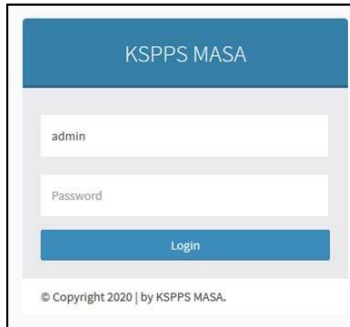 KSPPS MASA
admin
Password
Login
© Copyright 2020 | by KSPPS MASA.